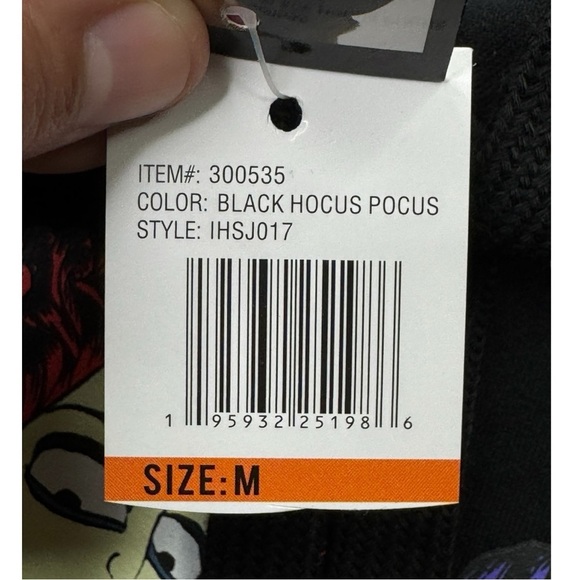 ITEM#: 300535
COLOR: BLACK HOCUS POCUS
STYLE: IHSJ017
1 95932 25198 6
SIZE: M